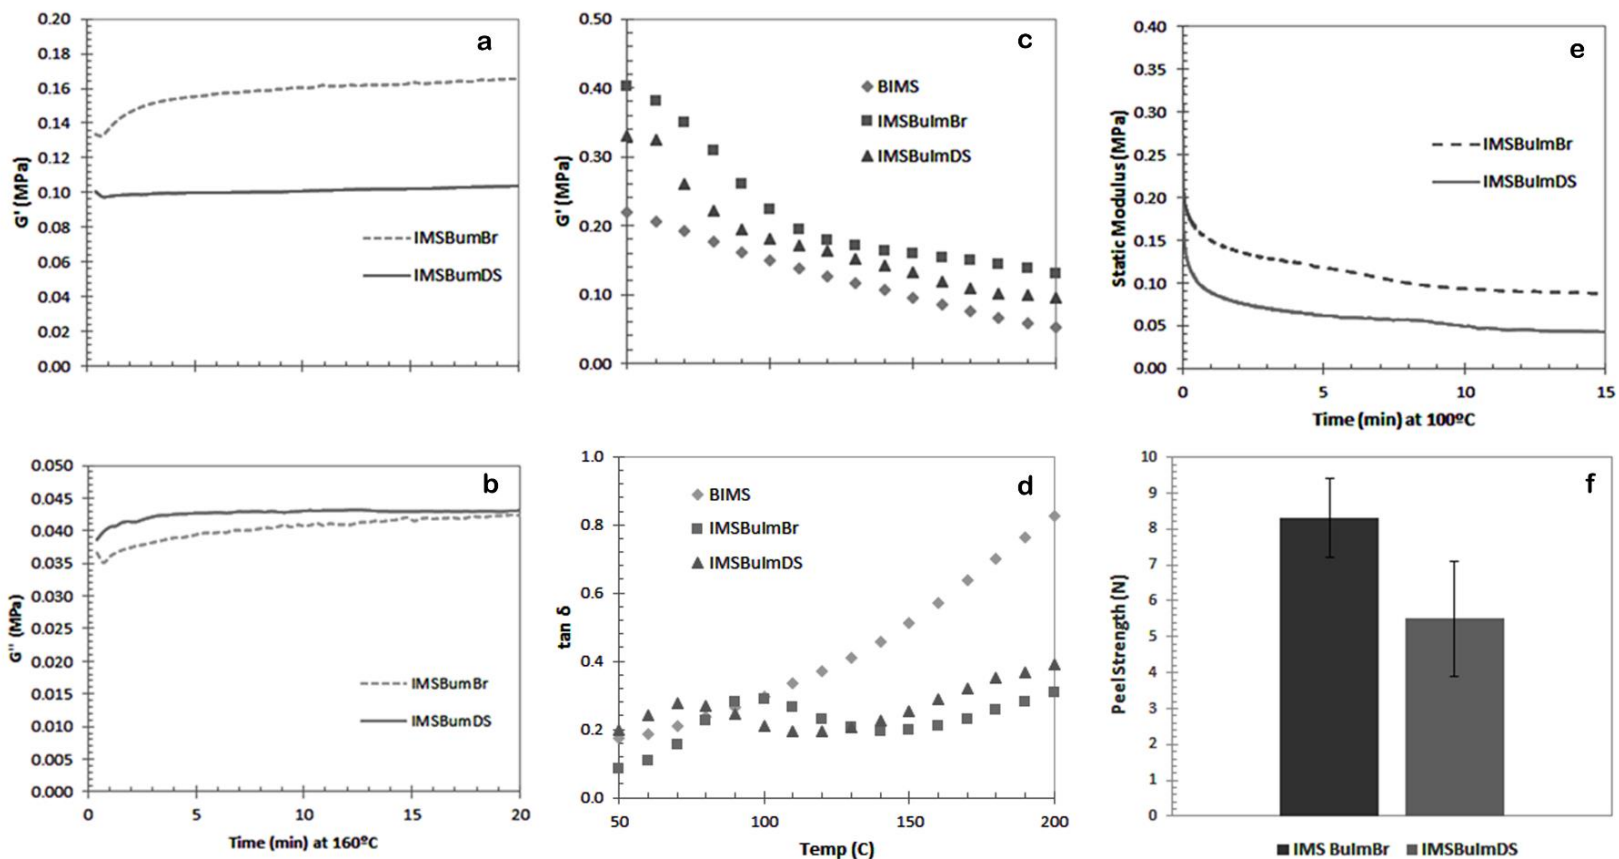 a
0.20
0.18
0.16
0.14
0.12
0.10
0.08
0.06
0.04
0.02
0.00
G' (MPa)
IMSBumBr
IMSBumDS
b
0.050
0.045
0.040
0.035
0.030
0.025
0.020
0.015
0.010
0.005
0.000
G'' (MPa)
IMSBumBr
IMSBumDS
0 5 10 15 20
Time (min) at 160ºC
c
0.50
0.40
0.30
0.20
0.10
0.00
G' (MPa)
BIMS
IMSBuImBr
IMSBuImDS
d
1.0
0.8
0.6
0.4
0.2
0.0
tan δ
BIMS
IMSBuImBr
IMSBuImDS
50 100 150 200
Temp (C)
e
0.40
0.35
0.30
0.25
0.20
0.15
0.10
0.05
0.00
Static Modulus (MPa)
IMSBuImBr
IMSBuImDS
0 5 10 15
Time (min) at 100ºC
f
10
9
8
7
6
5
4
3
2
1
0
Peel Strength (N)
IMS BuImBr IMSBuImDS